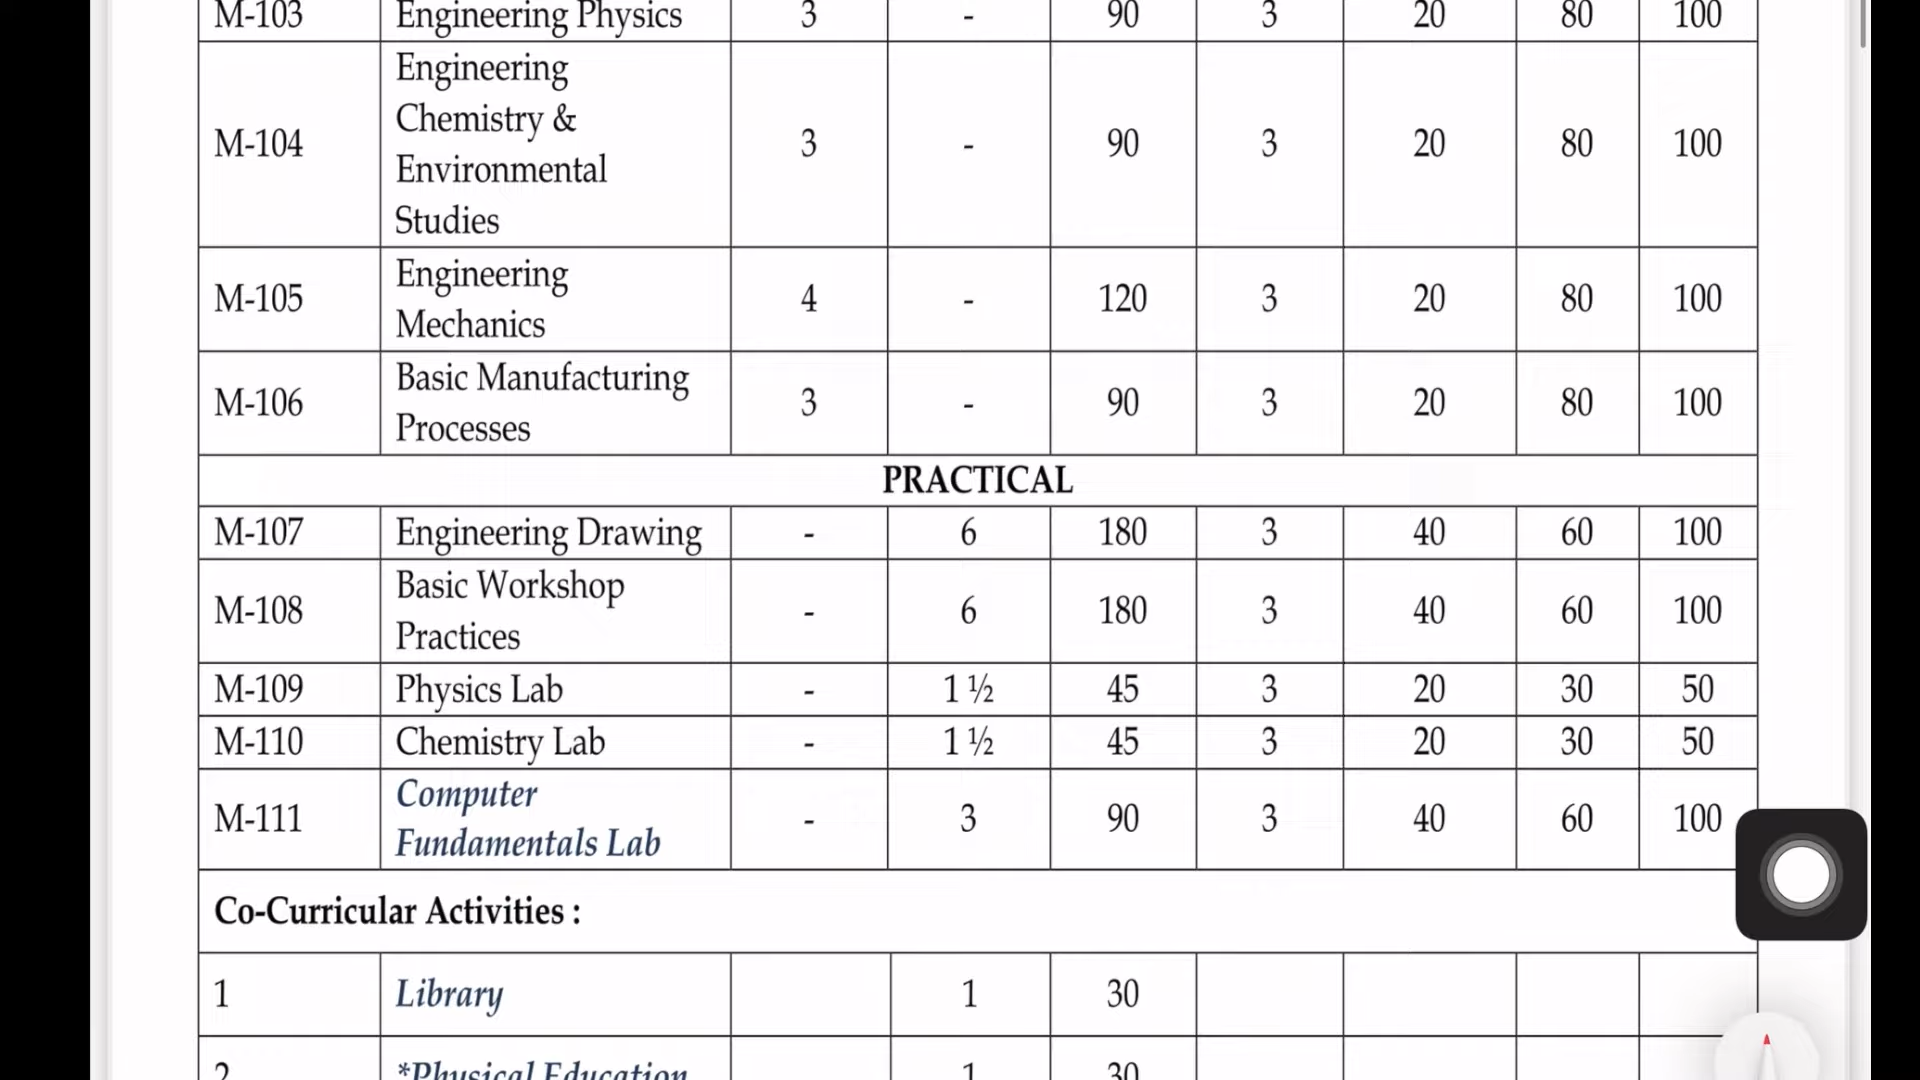 M-103 Engineering Physics 3 - 90 3 20 80 100
Engineering
Chemistry &
M-104 3 - 90 3 20 80 100
Environmental
Studies
Engineering
M-105 4 - 120 3 20 80 100
Mechanics
Basic Manufacturing
M-106 3 - 90 3 20 80 100
Processes
PRACTICAL
M-107 Engineering Drawing - 6 180 3 40 60 100
Basic Workshop
M-108 - 6 180 3 40 60 100
Practices
M-109 Physics Lab - 1 ½ 45 3 20 30 50
M-110 Chemistry Lab - 1 ½ 45 3 20 30 50
Computer
M-111 - 3 90 3 40 60 100
Fundamentals Lab
Co-Curricular Activities :
1 Library 1 30
2 *Physical Education 1 30